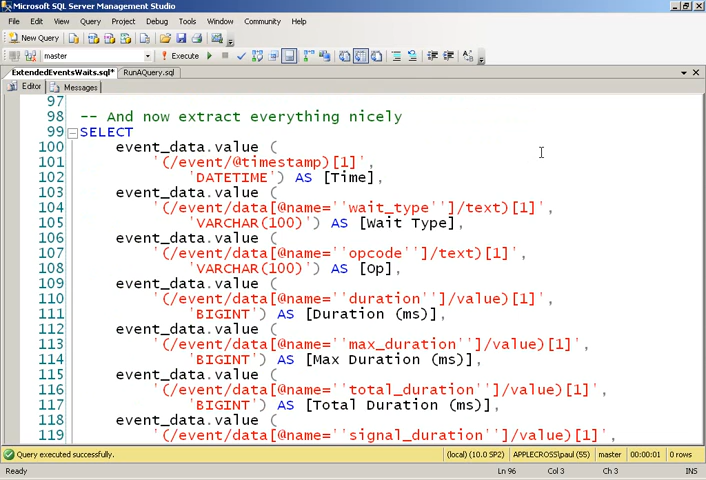 Microsoft SQL Server Management Studio
File Edit View Query Project Debug Tools Window Community Help
New Query
master Execute
ExtendedEventsWaits.sql* RunAQuery.sql
Editor Messages
97
98 -- And now extract everything nicely
99 SELECT
100 event_data.value (
101 '(/event/@timestamp)[1]',
102 'DATETIME') AS [Time],
103 event_data.value (
104 '(/event/data[@name=''wait_type'']/text)[1]',
105 'VARCHAR(100)') AS [Wait Type],
106 event_data.value (
107 '(/event/data[@name=''opcode'']/text)[1]',
108 'VARCHAR(100)') AS [Op],
109 event_data.value (
110 '(/event/data[@name=''duration'']/value)[1]',
111 'BIGINT') AS [Duration (ms)],
112 event_data.value (
113 '(/event/data[@name=''max_duration'']/value)[1]',
114 'BIGINT') AS [Max Duration (ms)],
115 event_data.value (
116 '(/event/data[@name=''total_duration'']/value)[1]',
117 'BIGINT') AS [Total Duration (ms)],
118 event_data.value (
119 '(/event/data[@name=''signal_duration'']/value)[1]',
Query executed successfully. (local) (10.0 SP2) APPLECROSS\paul (55) master 00:00:01 0 rows
Ready Ln 96 Col 3 Ch 3 INS